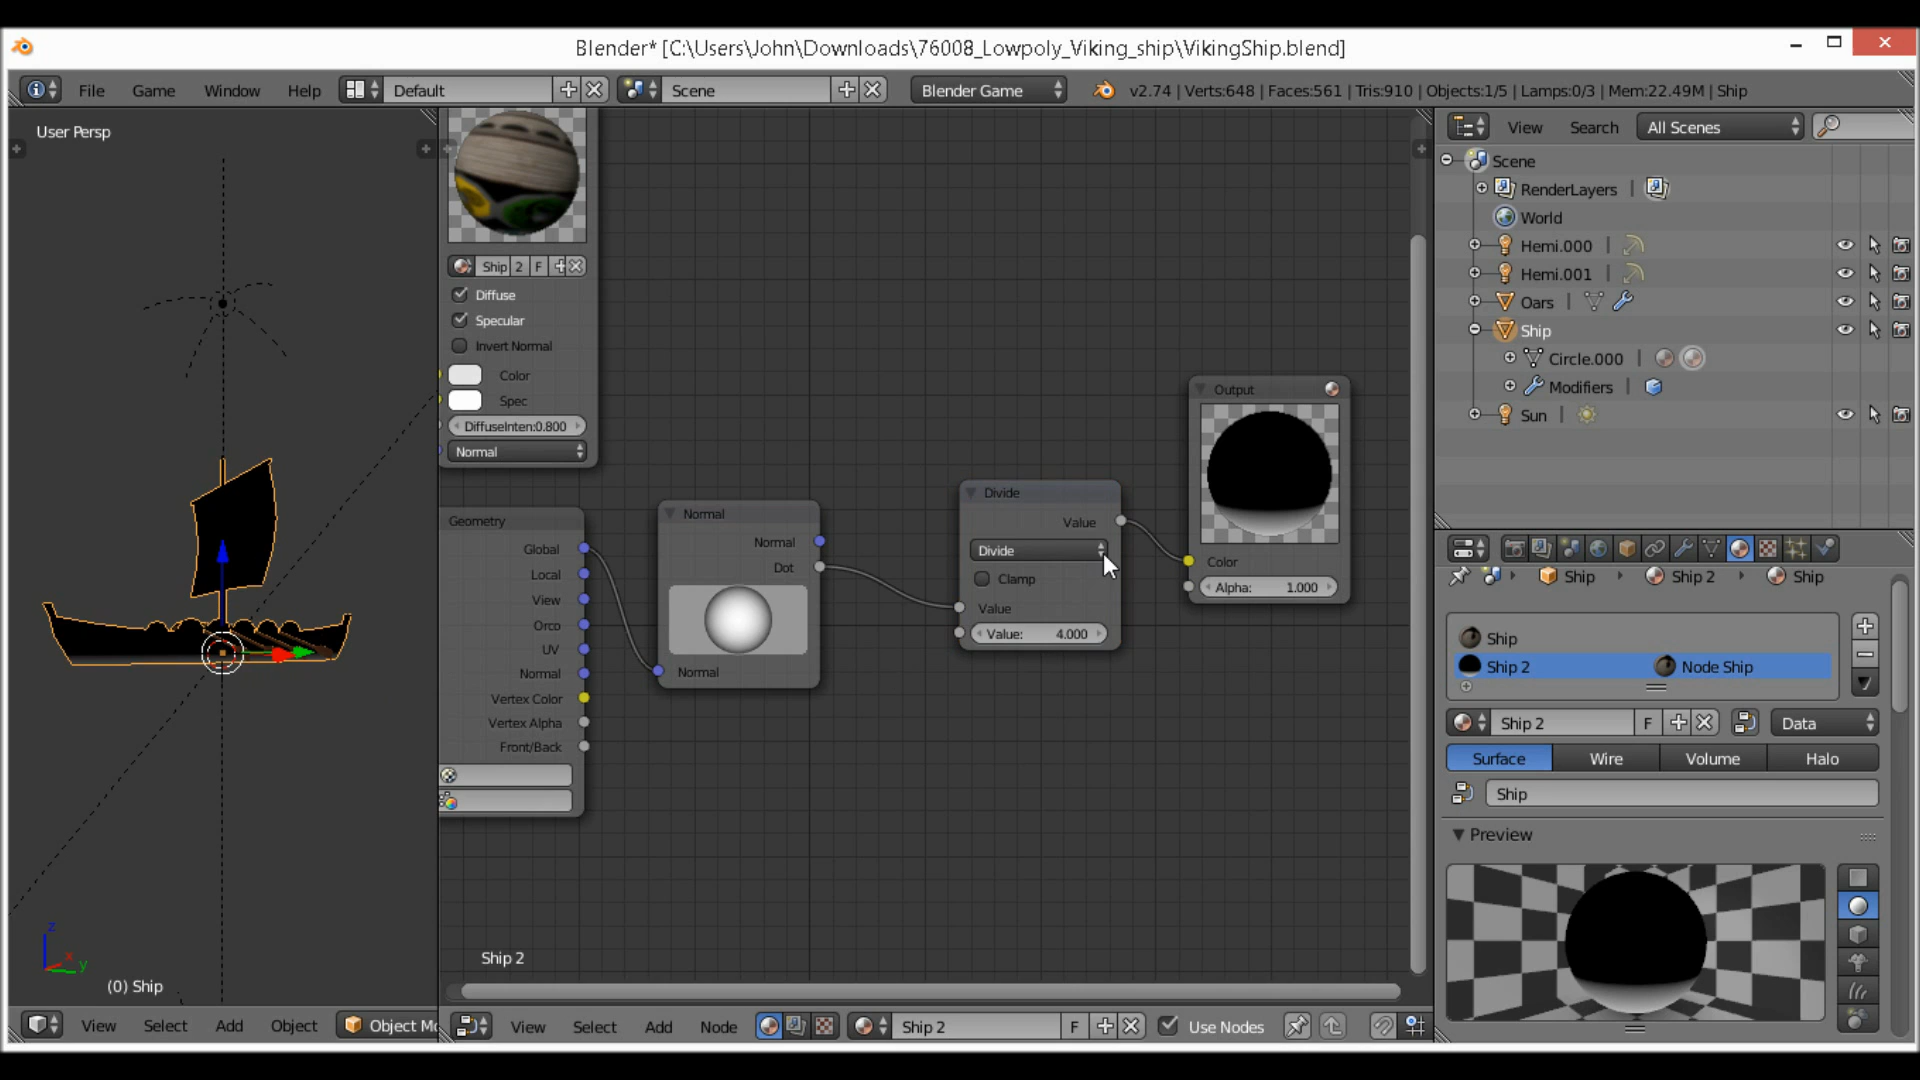 Blender* [C:\Users\John\Downloads\76008_Lowpoly_Viking_ship\VikingShip.blend]
File Game Window Help Default Scene Blender Game v2.74 | Verts:648 | Faces:561 | Tris:910 | Objects:1/5 | Lamps:0/3 | Mem:22.49M | Ship
User Persp
(0) Ship
z
x
y
View Select Add Object Object Mo
Ship 2 F
Diffuse
Specular
Invert Normal
Color
Spec
DiffuseInten:0.800
Normal
Geometry
Global
Local
View
Orco
UV
Normal
Vertex Color
Vertex Alpha
Front/Back
Normal
Normal
Dot
Normal
Divide
Value
Divide
Clamp
Value
Value: 4.000
Output
Color
Alpha: 1.000
Ship 2
View Select Add Node Ship 2 F Use Nodes
View Search All Scenes
Scene
RenderLayers |
World
Hemi.000 |
Hemi.001 |
Oars |
Ship
Circle.000 |
Modifiers |
Sun |
Ship Ship 2 Ship
Ship
Ship 2 Node Ship
Ship 2 F Data
Surface Wire Volume Halo
Ship
Preview